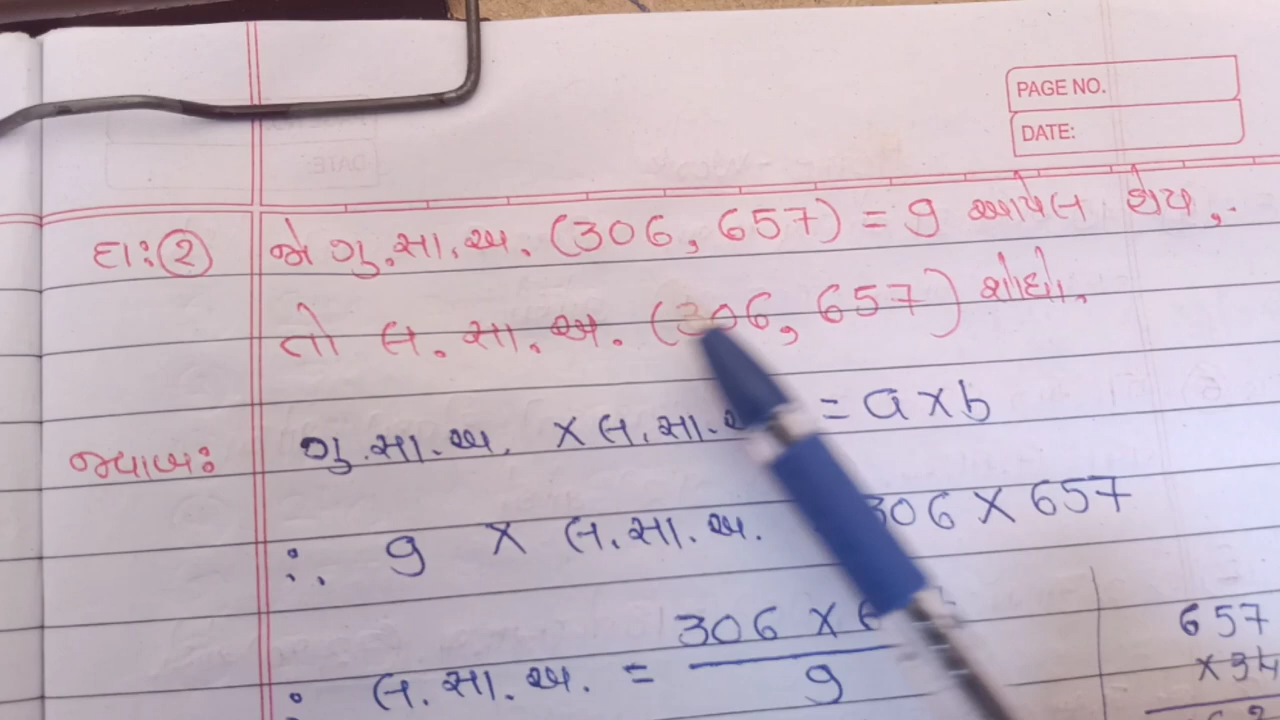 PAGE NO.
DATE:
દાઃ ② જો ગુ.સા.અ. (306, 657) = 9 આપેલ હોય,
તો લ.સા.અ. (306, 657) શોધો.
જવાબઃ ગુ.સા.અ. × લ.સા.અ = a×b
∴ 9 × લ.સા.અ. 306 × 657
∴ લ.સા.અ. = 306 × 6 / 9
657
×34